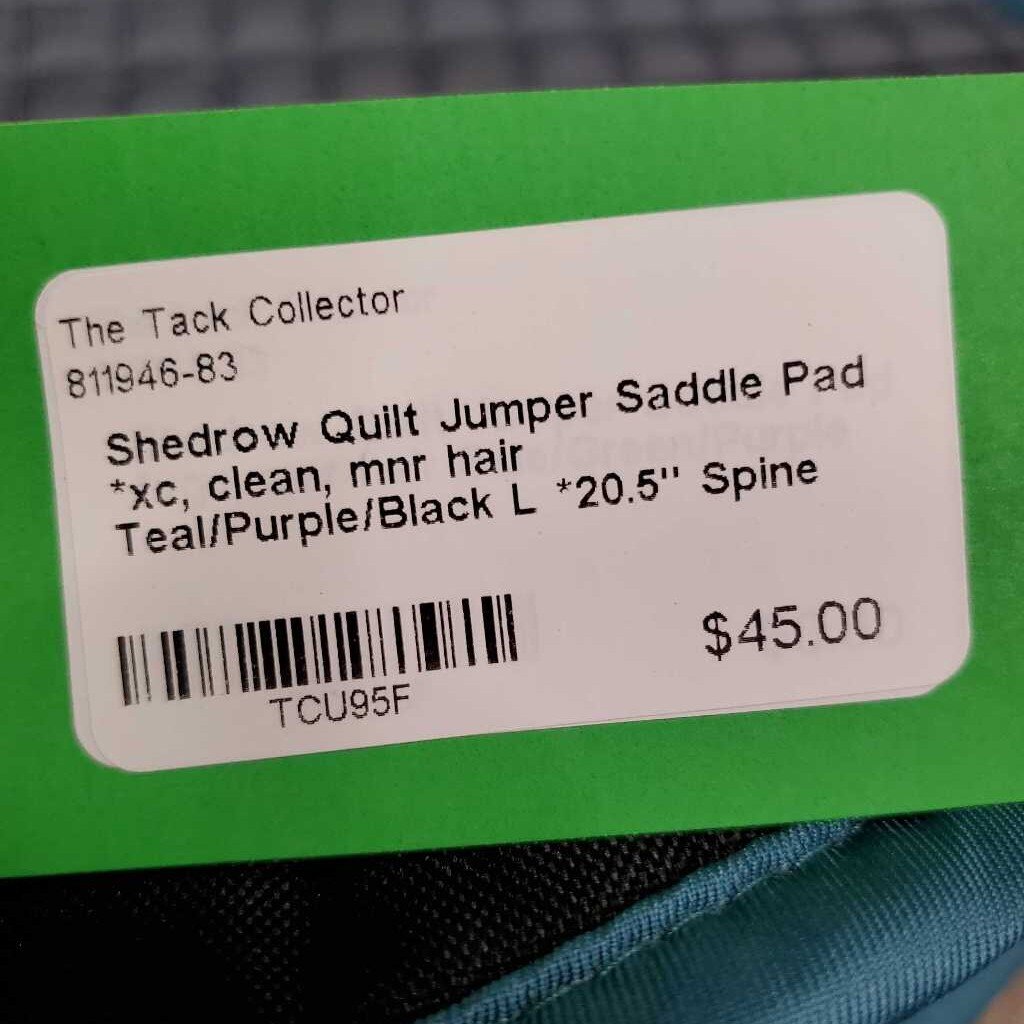 The Tack Collector
811946-83
Shedrow Quilt Jumper Saddle Pad
*xc, clean, mnr hair
Teal/Purple/Black L *20.5" Spine
$45.00
TCU95F